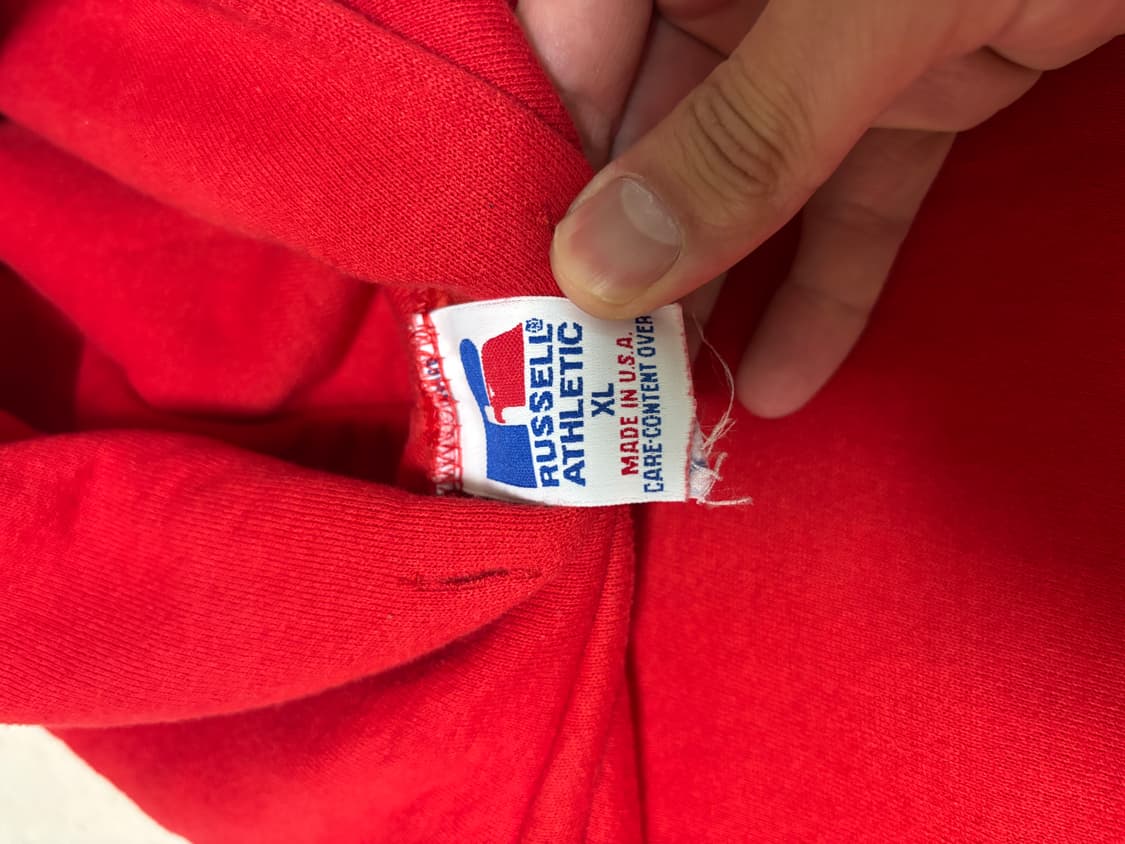 RUSSELL®
ATHLETIC
XL
MADE IN U.S.A.
CARE-CONTENT OVER